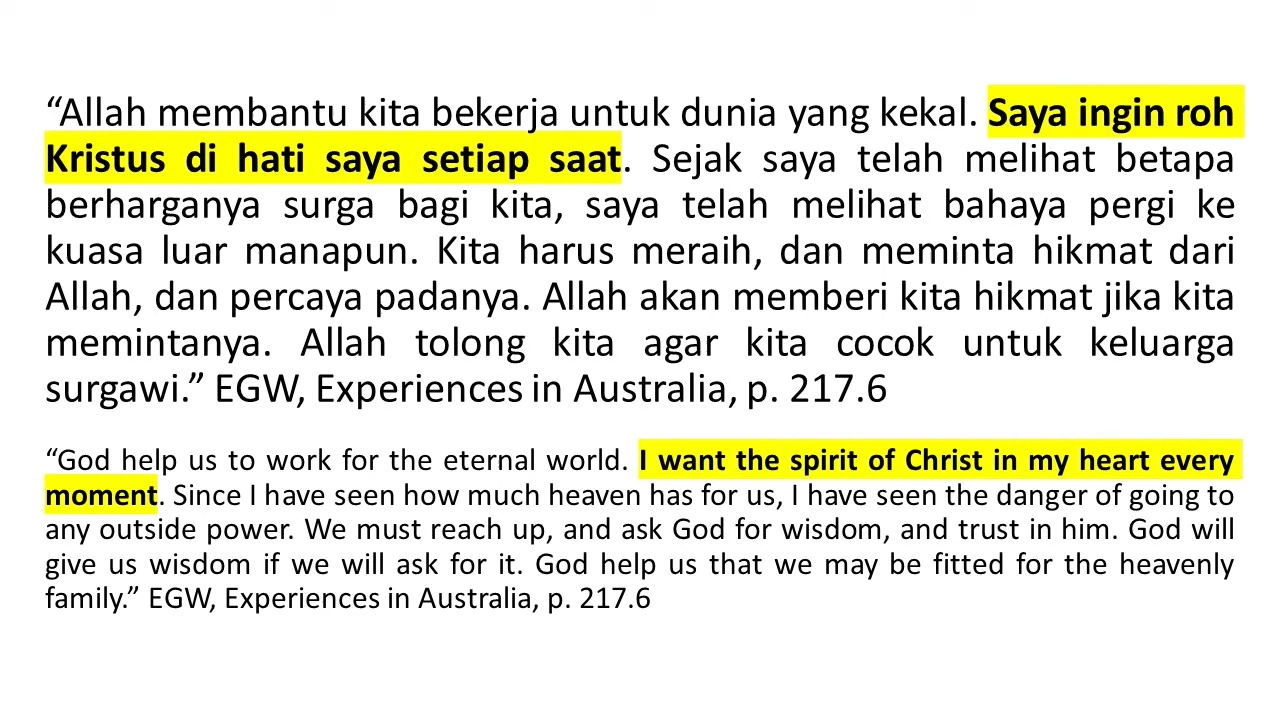 “Allah membantu kita bekerja untuk dunia yang kekal. Saya ingin roh
Kristus di hati saya setiap saat. Sejak saya telah melihat betapa
berharganya surga bagi kita, saya telah melihat bahaya pergi ke
kuasa luar manapun. Kita harus meraih, dan meminta hikmat dari
Allah, dan percaya padanya. Allah akan memberi kita hikmat jika kita
memintanya. Allah tolong kita agar kita cocok untuk keluarga
surgawi.” EGW, Experiences in Australia, p. 217.6
“God help us to work for the eternal world. I want the spirit of Christ in my heart every
moment. Since I have seen how much heaven has for us, I have seen the danger of going to
any outside power. We must reach up, and ask God for wisdom, and trust in him. God will
give us wisdom if we will ask for it. God help us that we may be fitted for the heavenly
family.” EGW, Experiences in Australia, p. 217.6